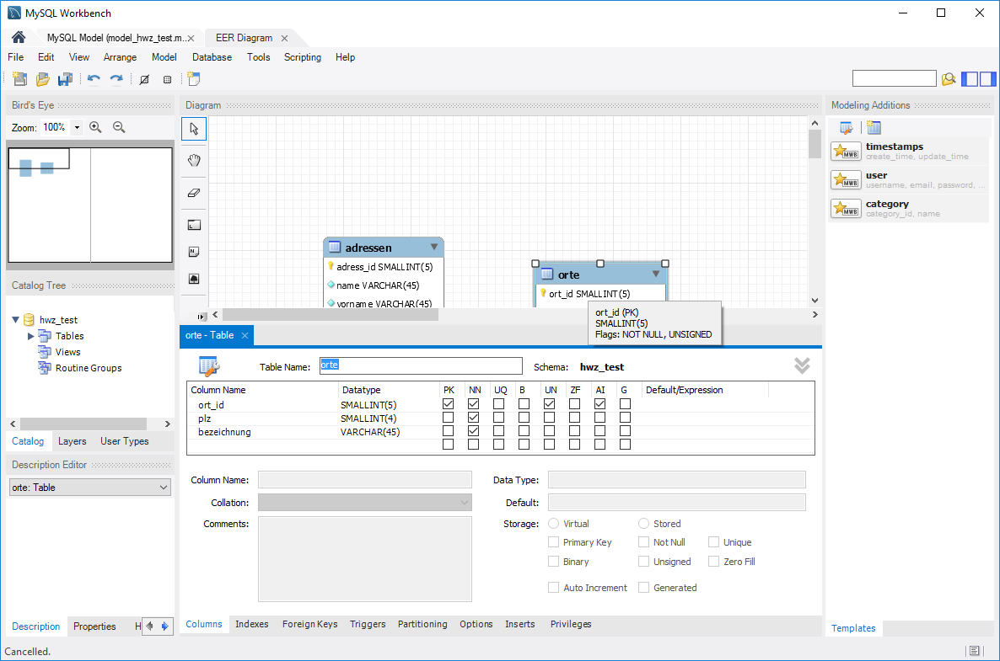 MySQL Workbench
MySQL Model (model_hwz_test.m..×
EER Diagram ×
File Edit View Arrange Model Database Tools Scripting Help
Bird's Eye
Zoom: 100%
Diagram
adressen
adress_id SMALLINT(5)
name VARCHAR(45)
vorname VARCHAR(45)
orte
ort_id SMALLINT(5)
ort_id (PK)
SMALLINT(5)
Flags: NOT NULL, UNSIGNED
Modeling Additions
MWB
timestamps
create_time, update_time
MWB
user
username, email, password, ...
MWB
category
category_id, name
Catalog Tree
hwz_test
Tables
Views
Routine Groups
Catalog Layers User Types
Description Editor
orte: Table
Description Properties H
orte - Table ×
Table Name: orte Schema: hwz_test
Column Name Datatype PK NN UQ B UN ZF AI G Default/Expression
ort_id SMALLINT(5)
plz SMALLINT(4)
bezeichnung VARCHAR(45)
Column Name: Data Type:
Collation: Default:
Comments: Storage: Virtual Stored
Primary Key Not Null Unique
Binary Unsigned Zero Fill
Auto Increment Generated
Columns Indexes Foreign Keys Triggers Partitioning Options Inserts Privileges
Templates
Cancelled.